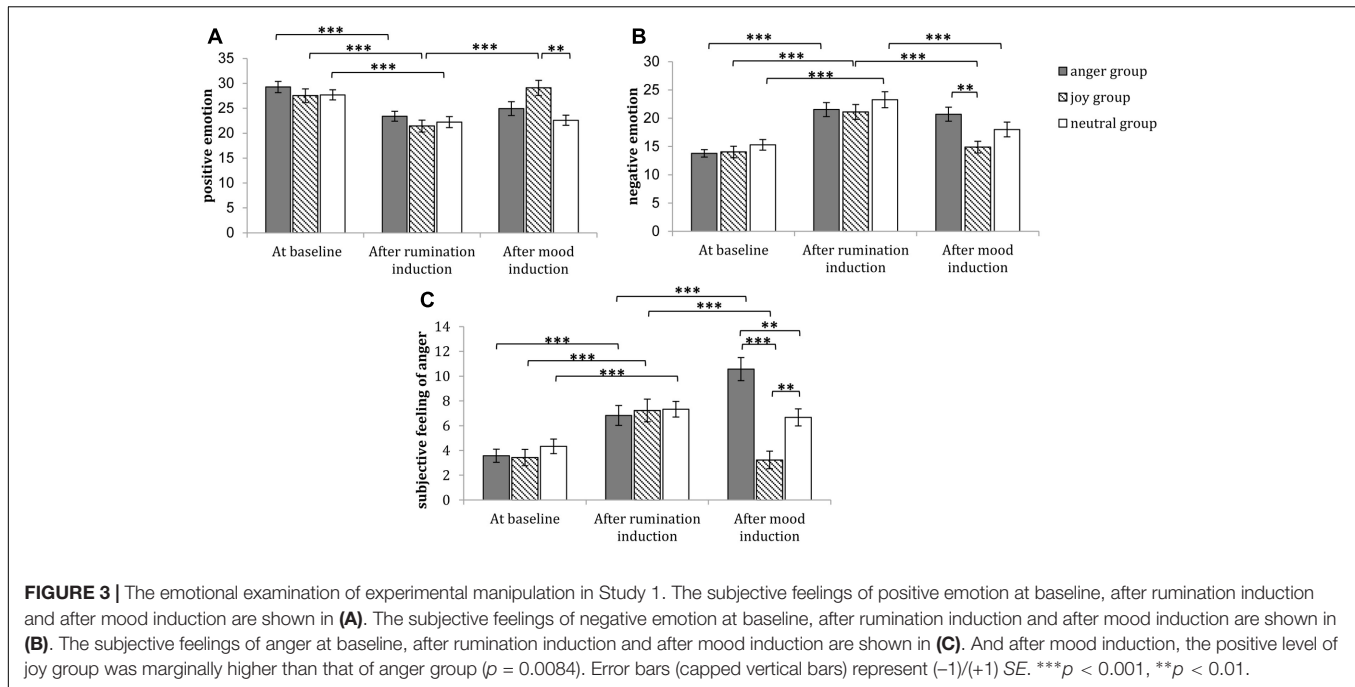 A
*** 
*** *** **
***
35
30
25
20
15
10
5
0
positive emotion
At baseline After rumination induction After mood induction
B
*** ***
*** ***
*** **
30
25
20
15
10
5
0
negative emotion
At baseline After rumination induction After mood induction
anger group
joy group
neutral group
C
***
***
*** **
*** ***
*** **
14
12
10
8
6
4
2
0
subjective feeling of anger
At baseline After rumination induction After mood induction
FIGURE 3 | The emotional examination of experimental manipulation in Study 1. The subjective feelings of positive emotion at baseline, after rumination induction
and after mood induction are shown in (A). The subjective feelings of negative emotion at baseline, after rumination induction and after mood induction are shown in
(B). The subjective feelings of anger at baseline, after rumination induction and after mood induction are shown in (C). And after mood induction, the positive level of
joy group was marginally higher than that of anger group (p = 0.0084). Error bars (capped vertical bars) represent (−1)/(+1) SE. ***p < 0.001, **p < 0.01.